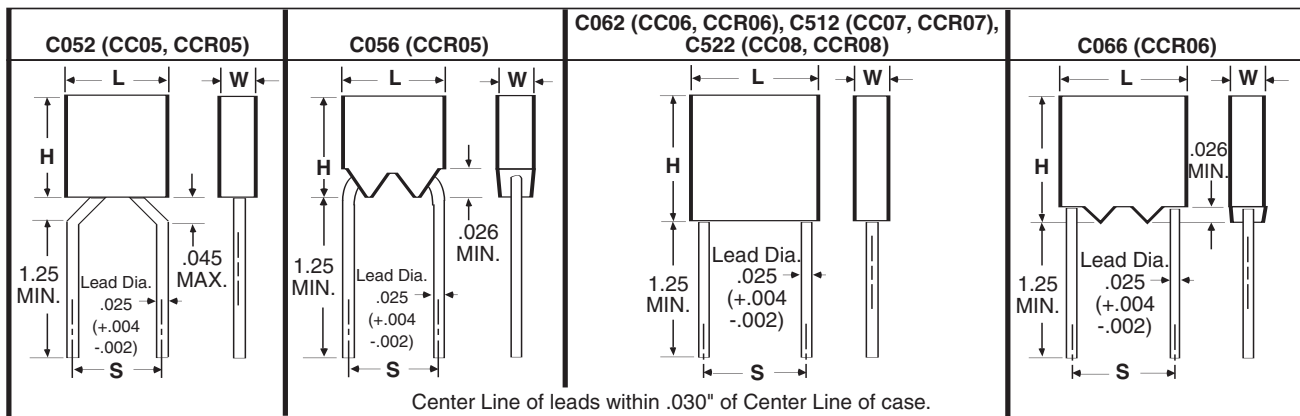 C052 (CC05, CCR05)
L
W
H
1.25
MIN.
.045
MAX.
Lead Dia.
.025
(+.004
-.002)
S
C056 (CCR05)
L
W
H
.026
MIN.
1.25
MIN.
Lead Dia.
.025
(+.004
-.002)
S
C062 (CC06, CCR06), C512 (CC07, CCR07),
C522 (CC08, CCR08)
L
W
H
1.25
MIN.
Lead Dia.
.025
(+.004
-.002)
S
C066 (CCR06)
L
W
H
.026
MIN.
1.25
MIN.
Lead Dia.
.025
(+.004
-.002)
S
Center Line of leads within .030" of Center Line of case.